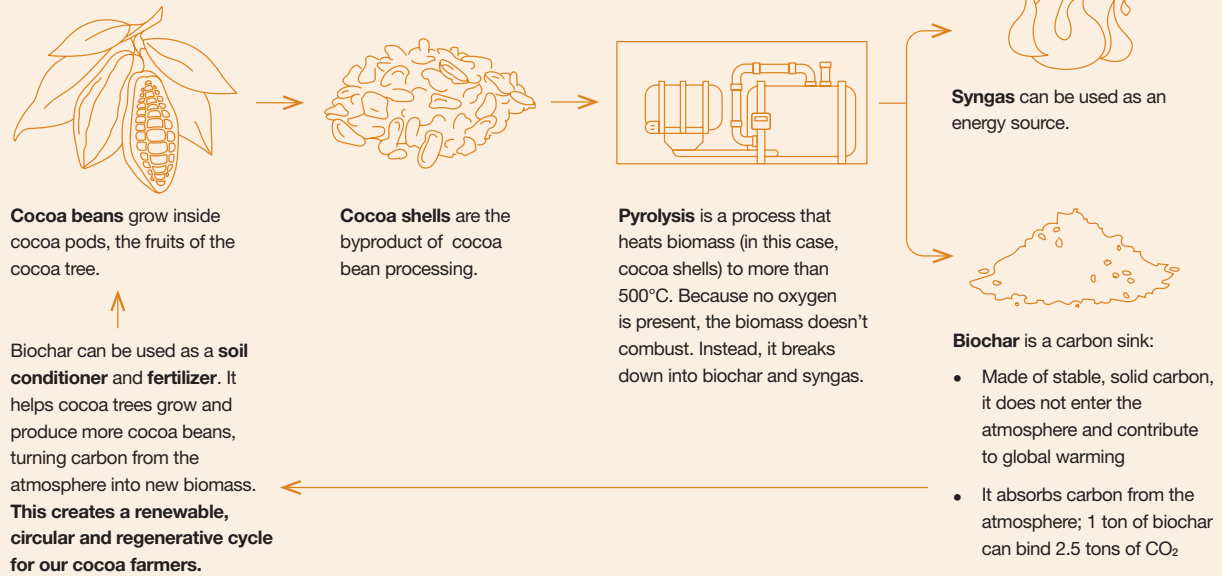 Cocoa beans grow inside
cocoa pods, the fruits of the
cocoa tree.
Cocoa shells are the
byproduct of cocoa
bean processing.
Pyrolysis is a process that
heats biomass (in this case,
cocoa shells) to more than
500°C. Because no oxygen
is present, the biomass doesn't
combust. Instead, it breaks
down into biochar and syngas.
Syngas can be used as an
energy source.
Biochar is a carbon sink:
• Made of stable, solid carbon,
it does not enter the
atmosphere and contribute
to global warming
• It absorbs carbon from the
atmosphere; 1 ton of biochar
can bind 2.5 tons of CO₂
Biochar can be used as a soil
conditioner and fertilizer. It
helps cocoa trees grow and
produce more cocoa beans,
turning carbon from the
atmosphere into new biomass.
This creates a renewable,
circular and regenerative cycle
for our cocoa farmers.